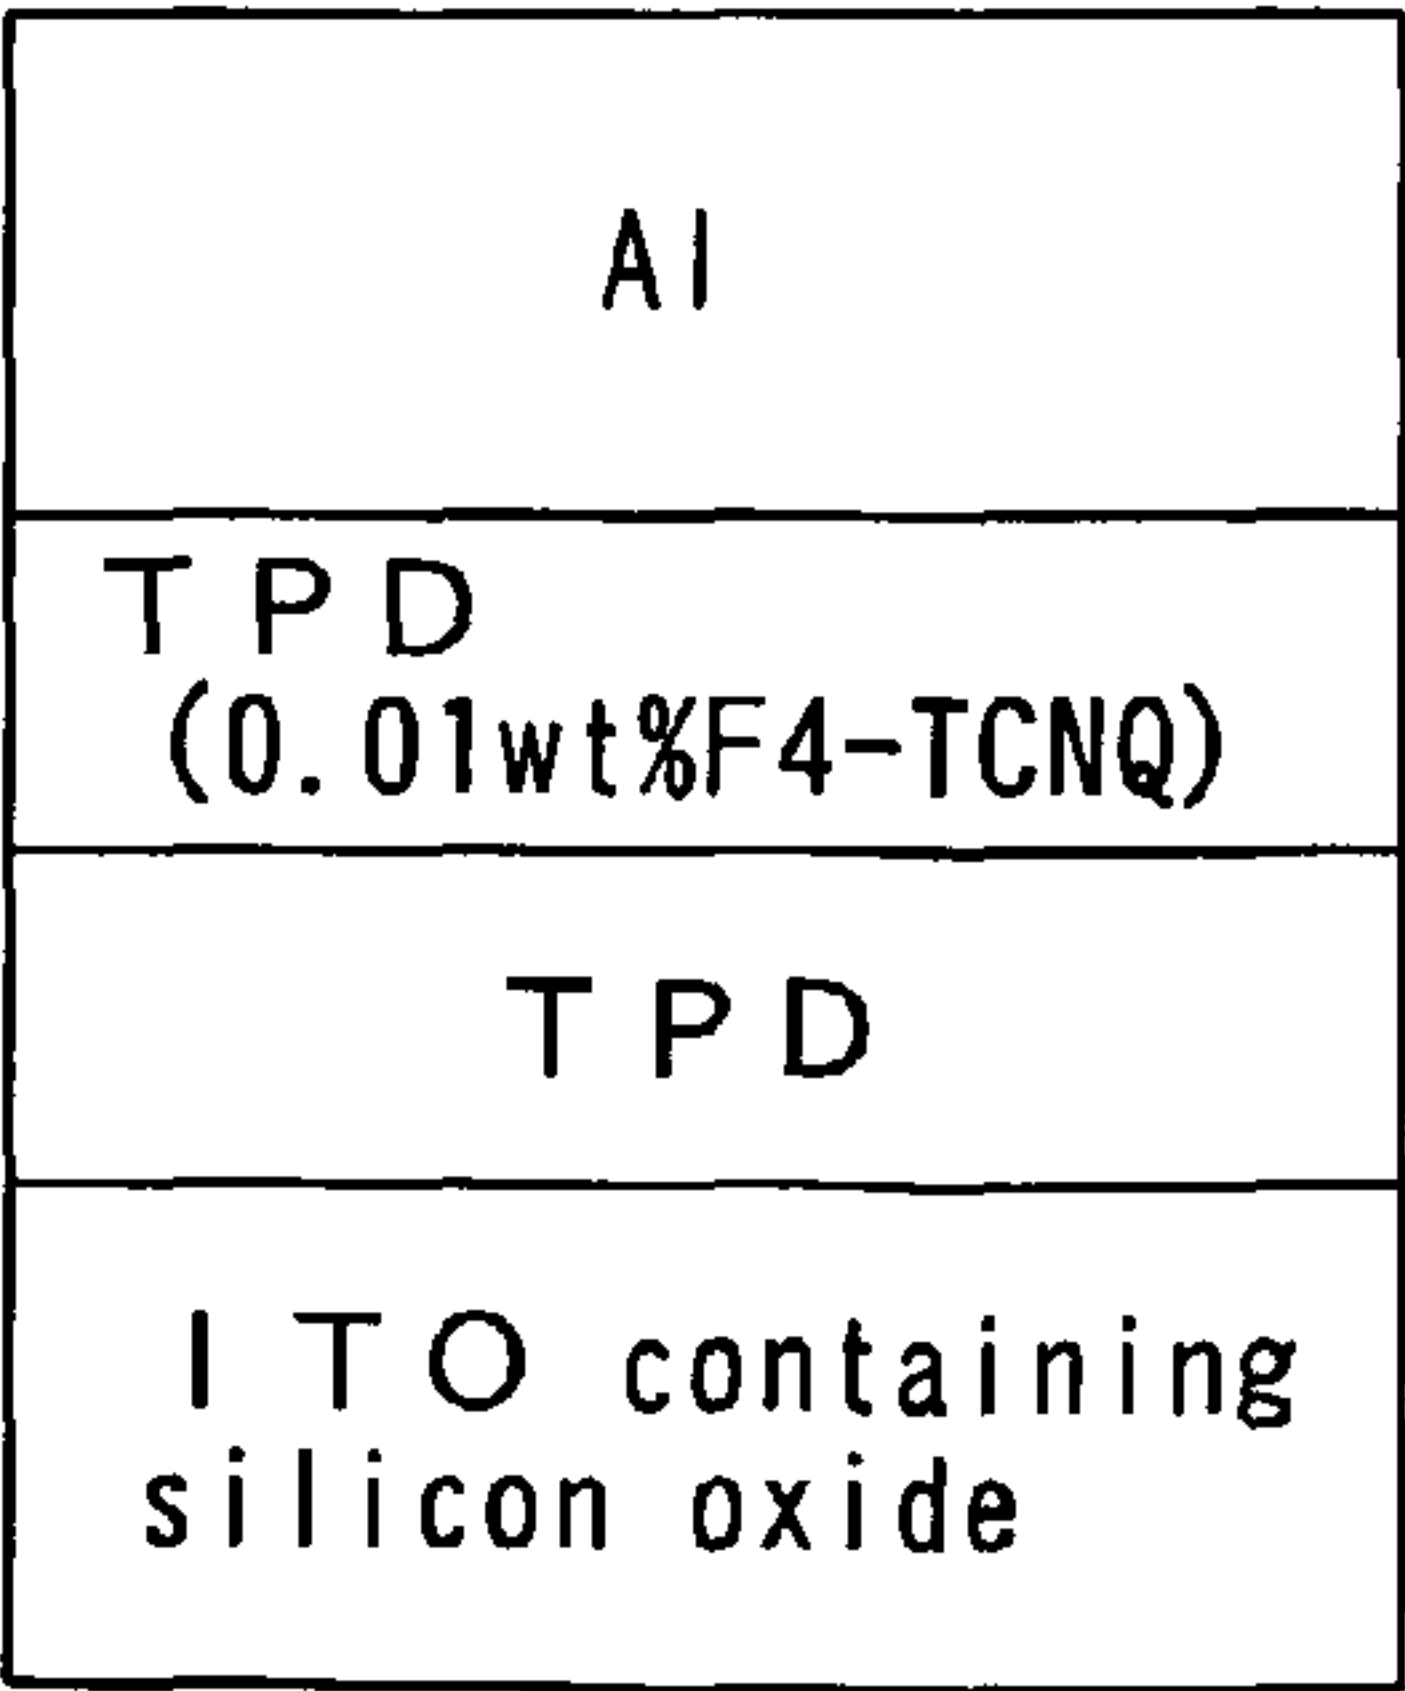 Al
TPD
(0.01wt%F4-TCNQ)
TPD
ITO containing
silicon oxide